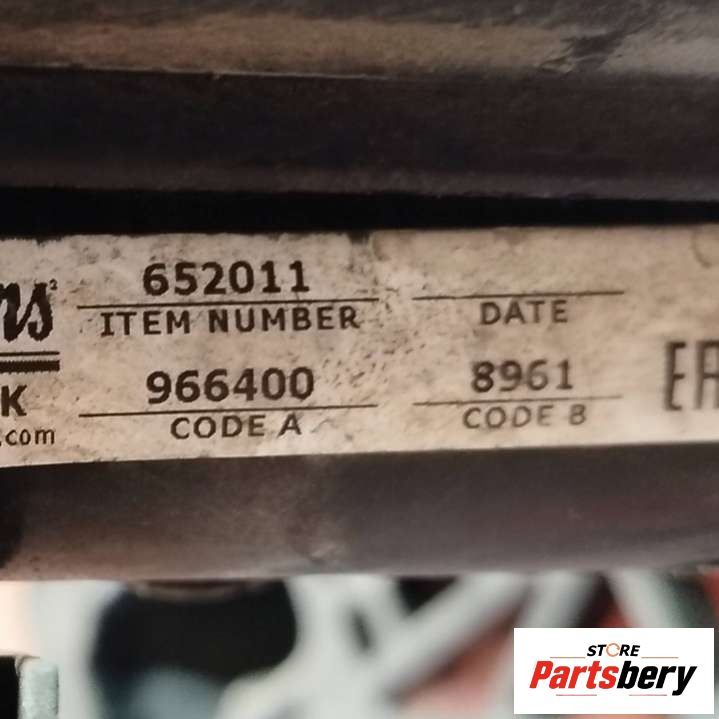 652011
ITEM NUMBER
DATE
966400
CODE A
8961
CODE B
K
.com
STORE
Partsbery